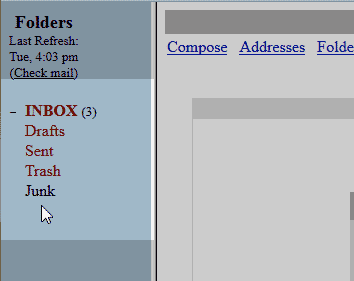 Folders
Last Refresh:
Tue, 4:03 pm
(Check mail)
Compose Addresses Folde
– INBOX (3)
Drafts
Sent
Trash
Junk